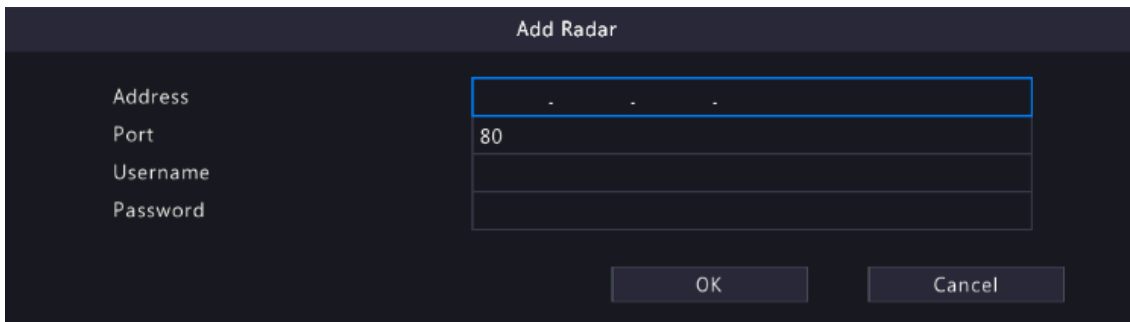 Add Radar
Address . . .
Port 80
Username
Password
OK Cancel